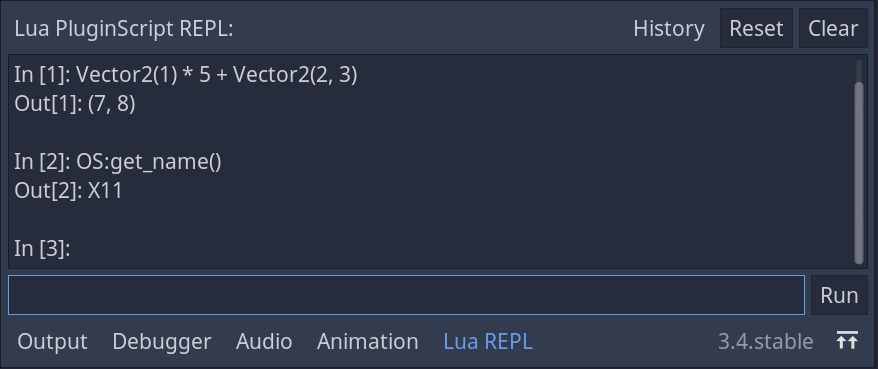 Lua PluginScript REPL: History Reset Clear
In [1]: Vector2(1) * 5 + Vector2(2, 3)
Out[1]: (7, 8)
In [2]: OS:get_name()
Out[2]: X11
In [3]:
Run
Output Debugger Audio Animation Lua REPL 3.4.stable